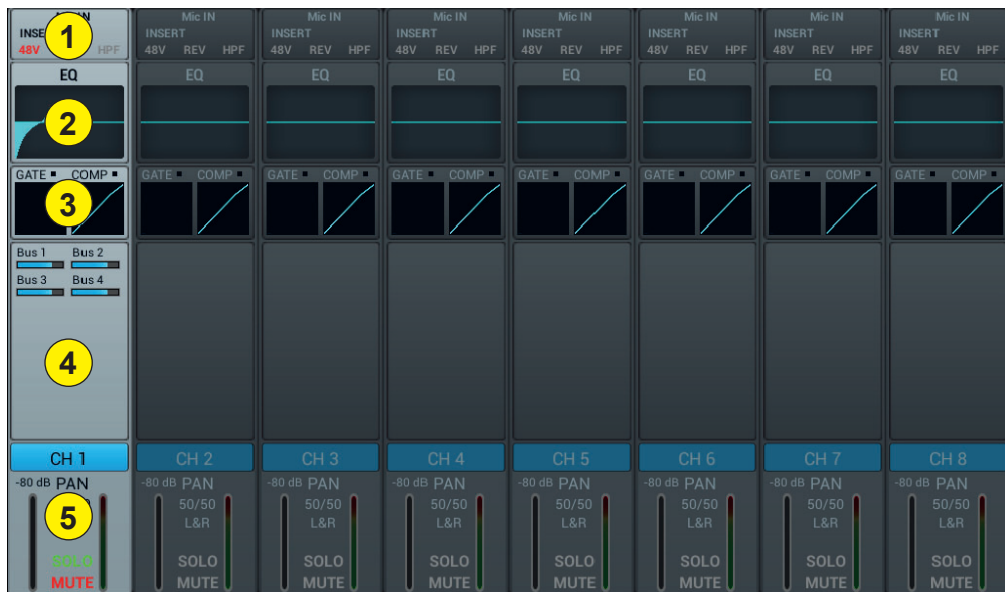 IN Mic IN Mic IN Mic IN Mic IN Mic IN Mic IN Mic IN
INSE INSERT INSERT INSERT INSERT INSERT INSERT INSERT
48V HPF 48V REV HPF 48V REV HPF 48V REV HPF 48V REV HPF 48V REV HPF 48V REV HPF 48V REV HPF
1
EQ EQ EQ EQ EQ EQ EQ EQ
2
GATE COMP GATE COMP GATE COMP GATE COMP GATE COMP GATE COMP GATE COMP GATE COMP
3
Bus 1 Bus 2
Bus 3 Bus 4
4
CH 1 CH 2 CH 3 CH 4 CH 5 CH 6 CH 7 CH 8
-80 dB PAN -80 dB PAN -80 dB PAN -80 dB PAN -80 dB PAN -80 dB PAN -80 dB PAN -80 dB PAN
50/50 50/50 50/50 50/50 50/50 50/50 50/50
5 L&R L&R L&R L&R L&R L&R L&R
SOLO SOLO SOLO SOLO SOLO SOLO SOLO SOLO
MUTE MUTE MUTE MUTE MUTE MUTE MUTE MUTE